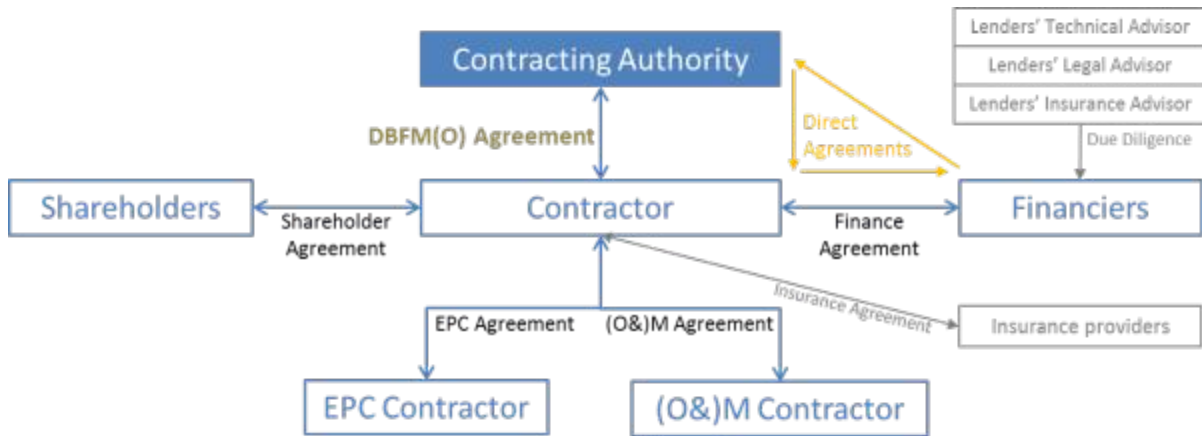 Lenders' Technical Advisor
Contracting Authority
Lenders' Legal Advisor
Lenders' Insurance Advisor
DBFM(O) Agreement
Direct
Agreements
Due Diligence
Shareholders
Shareholder
Agreement
Contractor
Finance
Agreement
Financiers
Insurance Agreement
EPC Agreement
(O&)M Agreement
Insurance providers
EPC Contractor
(O&)M Contractor